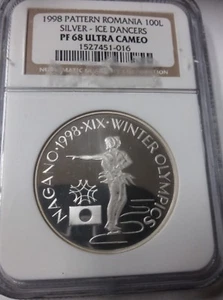 1998 PATTERN ROMANIA 100L
SILVER - ICE DANCERS
PF 68 ULTRA CAMEO
1527451-016
NAGANO·1998·XIX·WINTER OLYMPICS